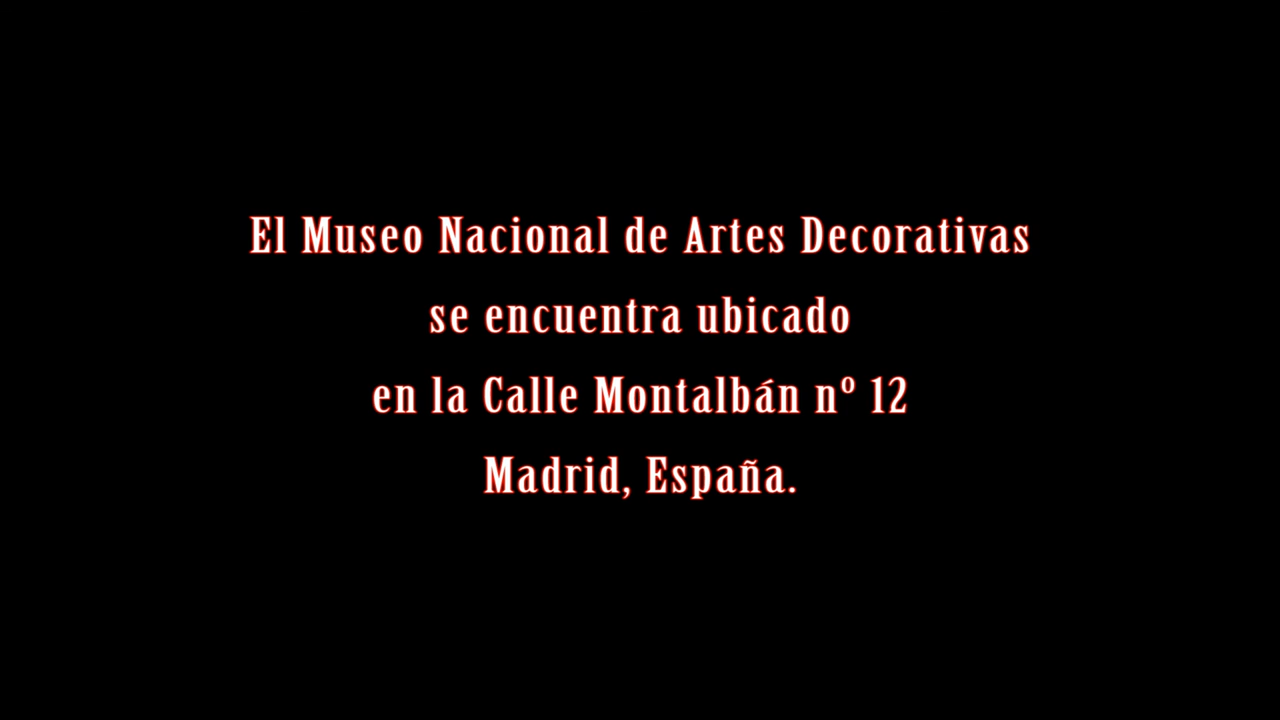 El Museo Nacional de Artes Decorativas
se encuentra ubicado
en la Calle Montalbán nº 12
Madrid, España.